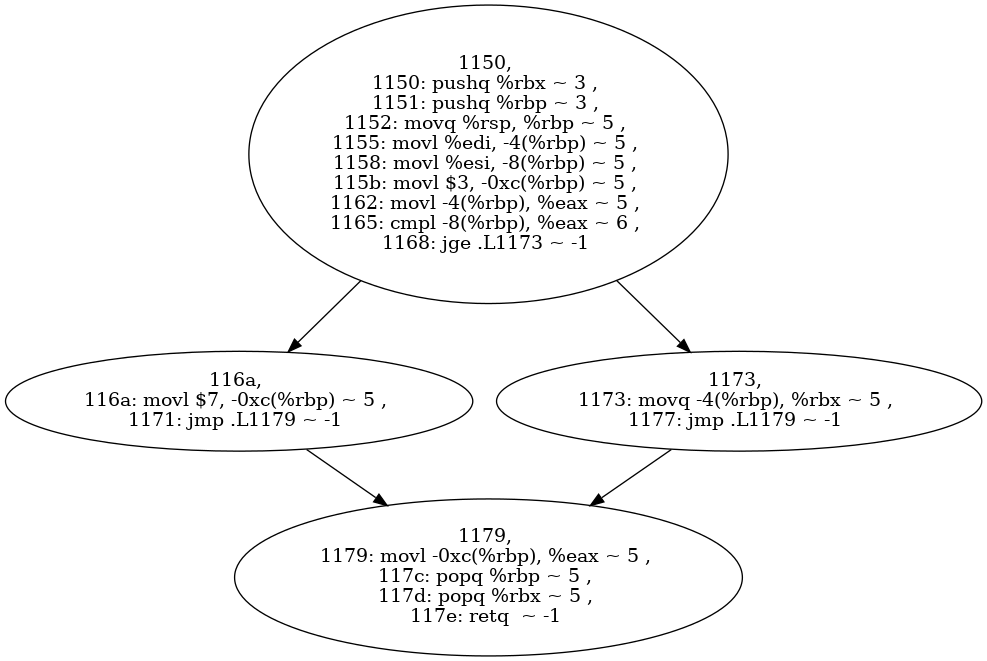 1150,
1150: pushq %rbx ~ 3 ,
1151: pushq %rbp ~ 3 ,
1152: movq %rsp, %rbp ~ 5 ,
1155: movl %edi, -4(%rbp) ~ 5 ,
1158: movl %esi, -8(%rbp) ~ 5 ,
115b: movl $3, -0xc(%rbp) ~ 5 ,
1162: movl -4(%rbp), %eax ~ 5 ,
1165: cmpl -8(%rbp), %eax ~ 6 ,
1168: jge .L1173 ~ -1
116a,
116a: movl $7, -0xc(%rbp) ~ 5 ,
1171: jmp .L1179 ~ -1
1173,
1173: movq -4(%rbp), %rbx ~ 5 ,
1177: jmp .L1179 ~ -1
1179,
1179: movl -0xc(%rbp), %eax ~ 5 ,
117c: popq %rbp ~ 5 ,
117d: popq %rbx ~ 5 ,
117e: retq  ~ -1